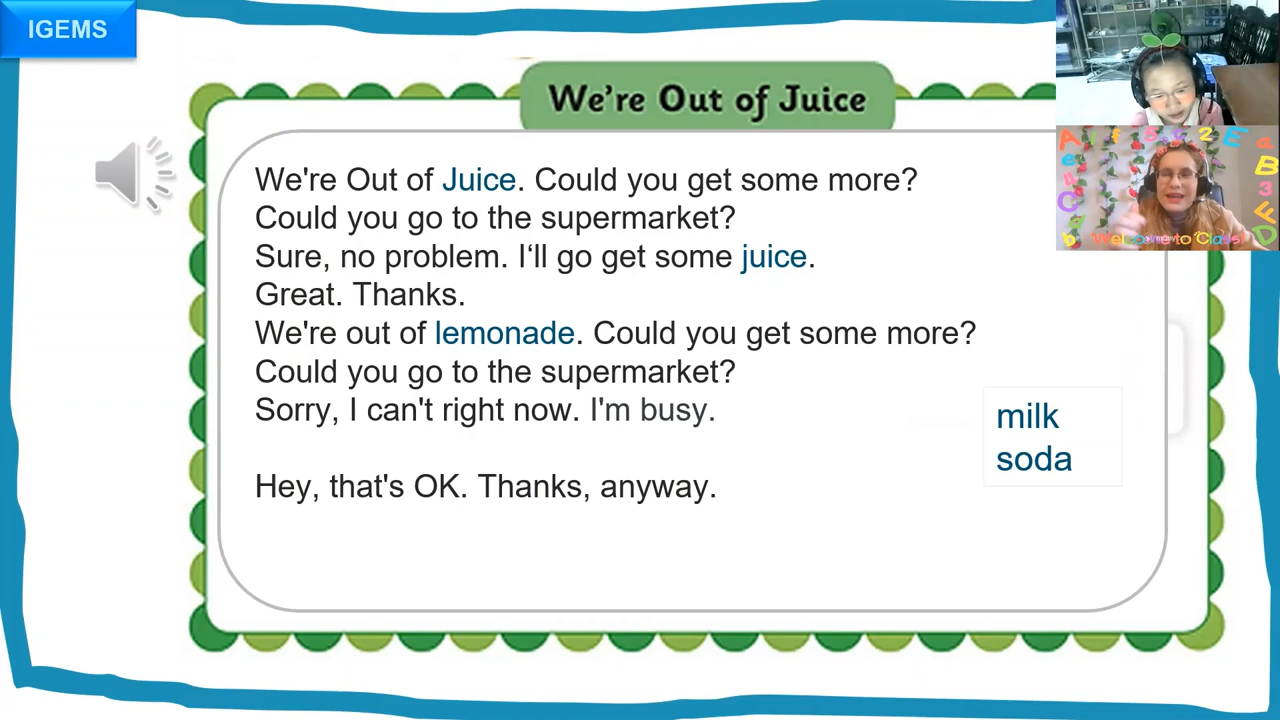 IGEMS
We're Out of Juice
We're Out of Juice. Could you get some more?
Could you go to the supermarket?
Sure, no problem. I‘ll go get some juice.
Great. Thanks.
We're out of lemonade. Could you get some more?
Could you go to the supermarket?
Sorry, I can't right now. I'm busy.
Hey, that's OK. Thanks, anyway.
milk
soda
Welcome to Class!